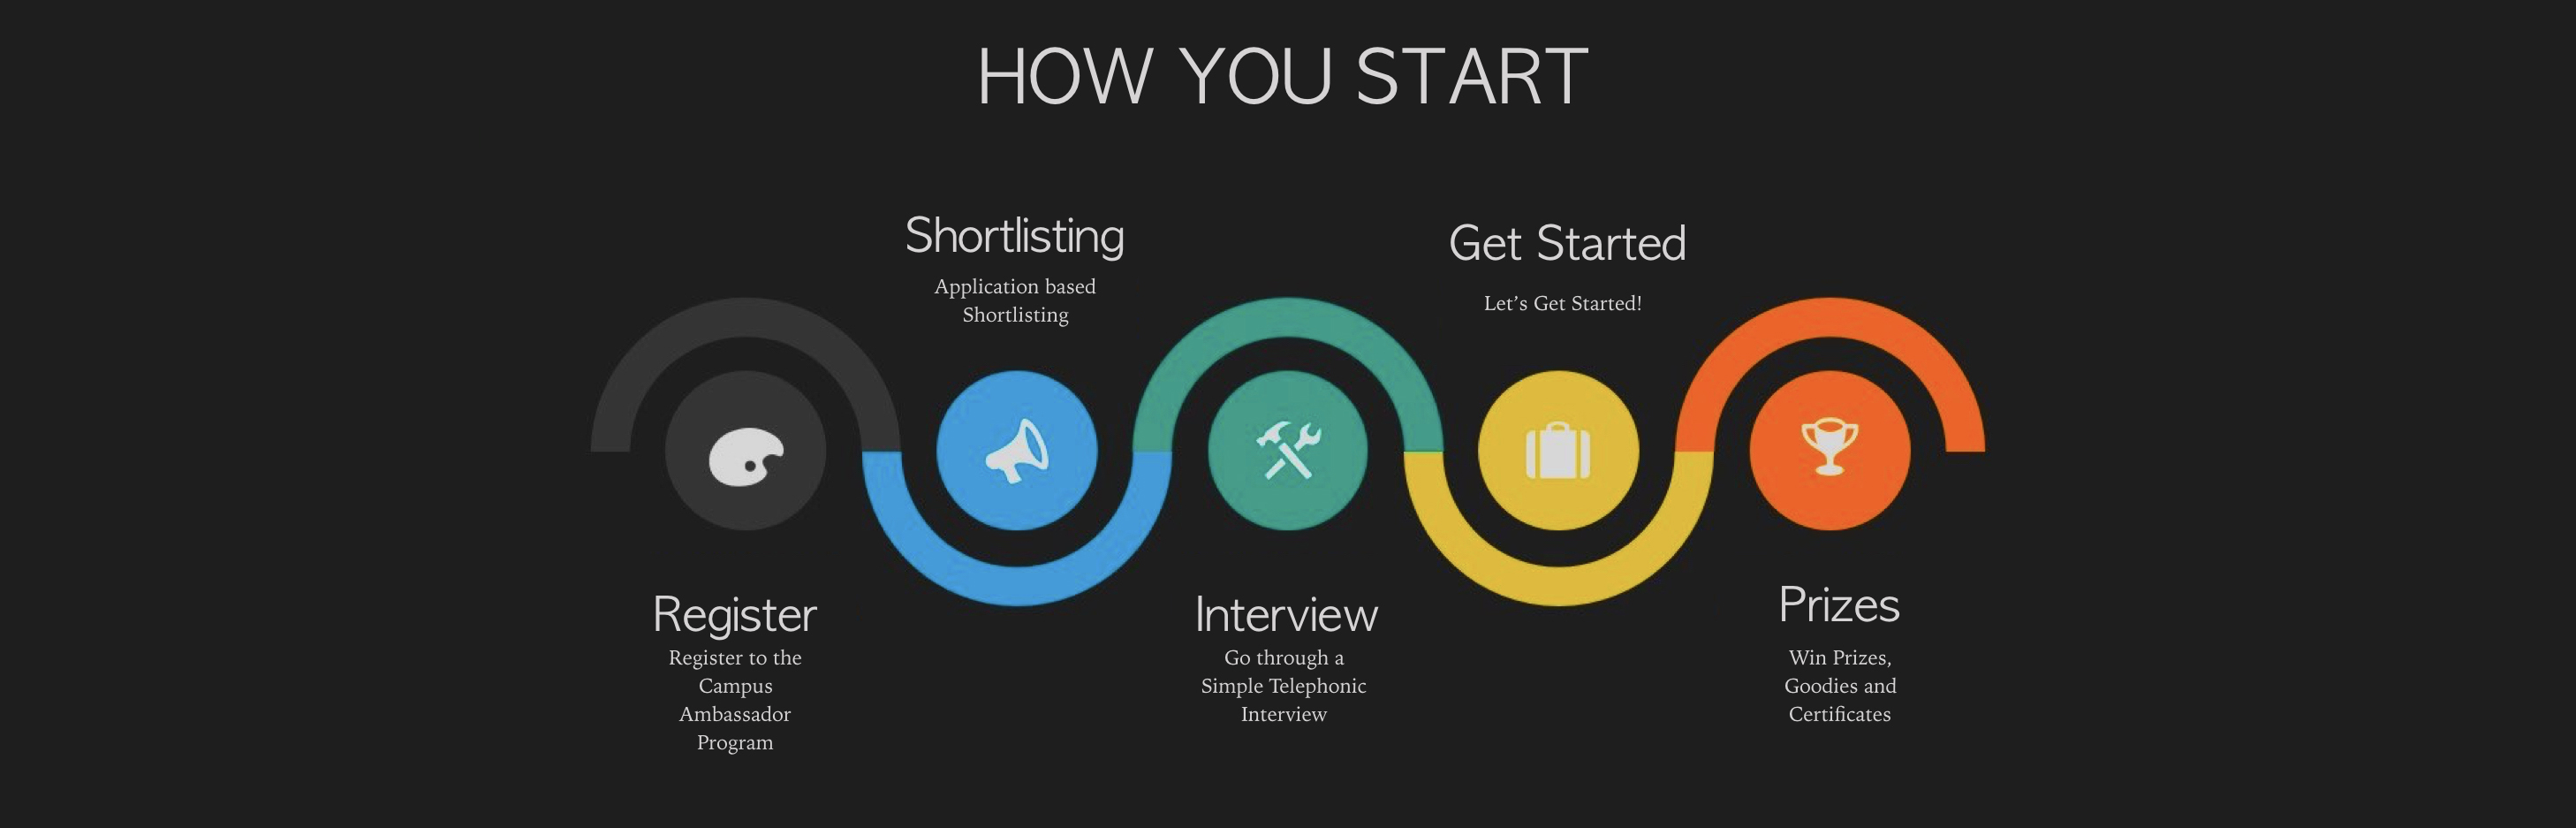 HOW YOU START
Register
Register to the
Campus
Ambassador
Program
Shortlisting
Application based
Shortlisting
Interview
Go through a
Simple Telephonic
Interview
Get Started
Let’s Get Started!
Prizes
Win Prizes,
Goodies and
Certificates